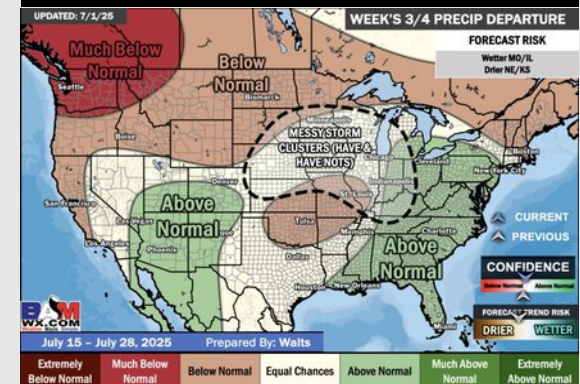 UPDATED: 7/1/25
WEEK'S 3/4 PRECIP DEPARTURE
FORECAST RISK
Wetter MO/IL
Drier NE/KS
Much Below
Normal
Below
Normal
Seattle
Bismarck
Minneapolis
MESSY STORM
CLUSTERS (HAVE &
HAVE NOTS)
Boise
Chicago
Cleveland
Boston
New York City
Denver
Indianapolis
St. Louis
San Francisco
Above
Normal
Las Vegas
Tulsa
Charlotte
Memphis
Los Angeles
Phoenix
Above
Normal
Dallas
Houston
New Orleans
Miami
CURRENT
PREVIOUS
CONFIDENCE
Below Normal
Above Normal
FORECAST TREND RISK
DRIER
WETTER
BAM
WX.COM
July 15 – July 28, 2025
Prepared By: Walts
Extremely
Below Normal
Much Below
Normal
Below Normal
Equal Chances
Above Normal
Much Above
Normal
Extremely
Above Normal